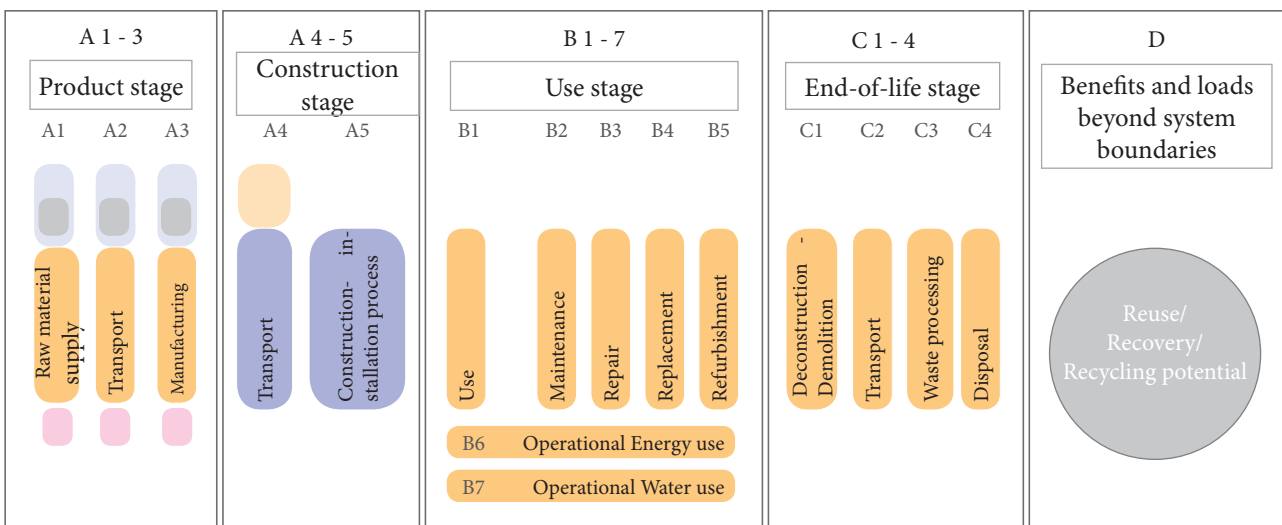 A 1 - 3
Product stage
A1 A2 A3
Raw material
supply
Transport
Manufacturing
A 4 - 5
Construction
stage
A4 A5
Transport
Construction- in-
stallation process
B 1 - 7
Use stage
B1 B2 B3 B4 B5
Use
Maintenance
Repair
Replacement
Refurbishment
B6 Operational Energy use
B7 Operational Water use
C 1 - 4
End-of-life stage
C1 C2 C3 C4
Deconstruction -
Demolition
Transport
Waste processing
Disposal
D
Benefits and loads
beyond system
boundaries
Reuse/
Recovery/
Recycling potential